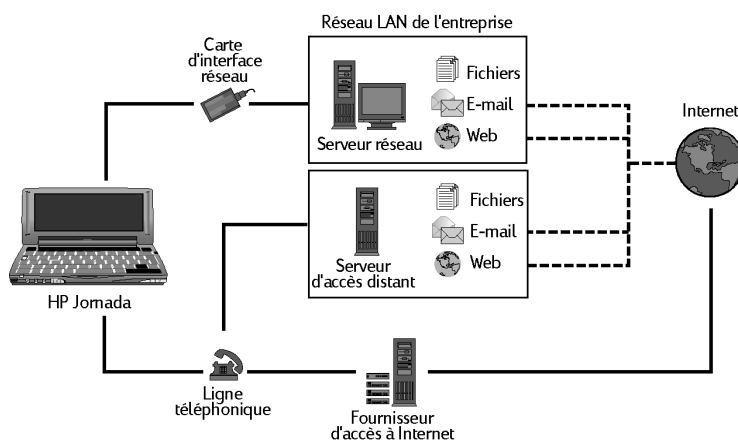 Réseau LAN de l'entreprise
Carte
d'interface
réseau
Fichiers
E-mail
Web
Serveur réseau
Internet
Fichiers
E-mail
Web
Serveur
d'accès distant
HP Jornada
Ligne
téléphonique
Fournisseur
d'accès à Internet